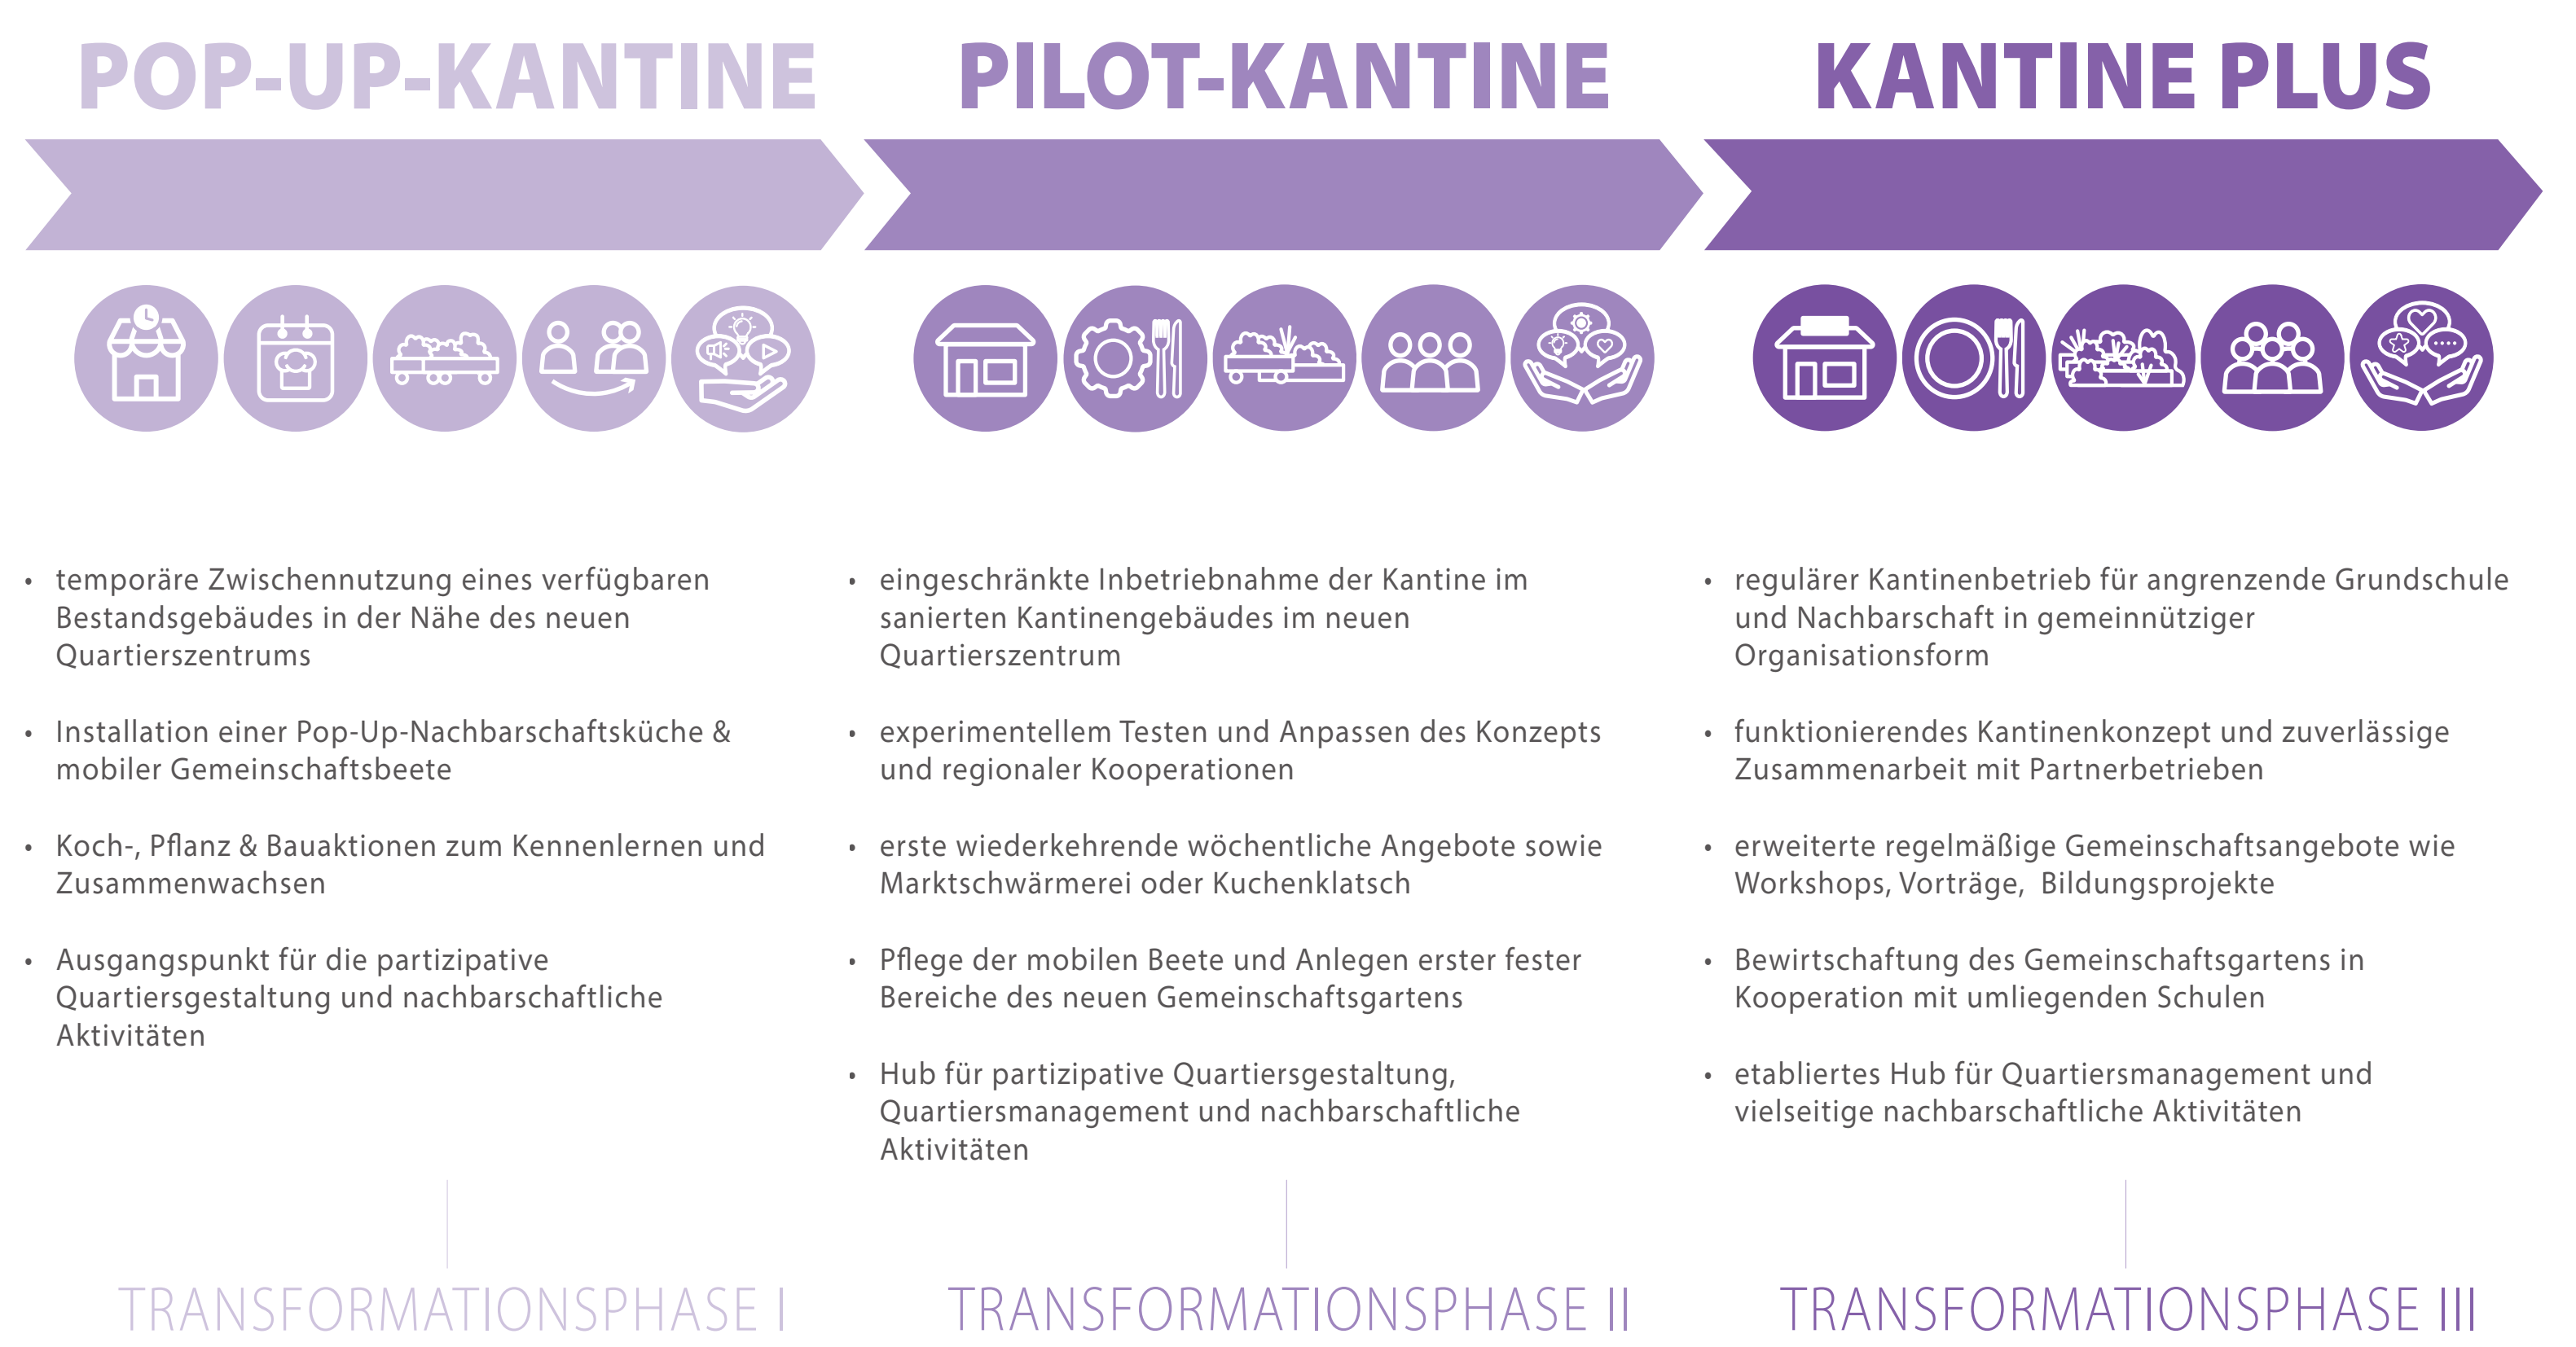 POP-UP-KANTINE
• temporäre Zwischennutzung eines verfügbaren
Bestandsgebäudes in der Nähe des neuen
Quartierszentrums
• Installation einer Pop-Up-Nachbarschaftsküche &
mobiler Gemeinschaftsbeete
• Koch-, Pflanz & Bauaktionen zum Kennenlernen und
Zusammenwachsen
• Ausgangspunkt für die partizipative
Quartiersgestaltung und nachbarschaftliche
Aktivitäten
TRANSFORMATIONSPHASE I
PILOT-KANTINE
• eingeschränkte Inbetriebnahme der Kantine im
sanierten Kantinengebäudes im neuen
Quartierszentrum
• experimentellem Testen und Anpassen des Konzepts
und regionaler Kooperationen
• erste wiederkehrende wöchentliche Angebote sowie
Marktschwärmerei oder Kuchenklatsch
• Pflege der mobilen Beete und Anlegen erster fester
Bereiche des neuen Gemeinschaftsgartens
• Hub für partizipative Quartiersgestaltung,
Quartiersmanagement und nachbarschaftliche
Aktivitäten
TRANSFORMATIONSPHASE II
KANTINE PLUS
• regulärer Kantinenbetrieb für angrenzende Grundschule
und Nachbarschaft in gemeinnütziger
Organisationsform
• funktionierendes Kantinenkonzept und zuverlässige
Zusammenarbeit mit Partnerbetrieben
• erweiterte regelmäßige Gemeinschaftsangebote wie
Workshops, Vorträge, Bildungsprojekte
• Bewirtschaftung des Gemeinschaftsgartens in
Kooperation mit umliegenden Schulen
• etabliertes Hub für Quartiersmanagement und
vielseitige nachbarschaftliche Aktivitäten
TRANSFORMATIONSPHASE III